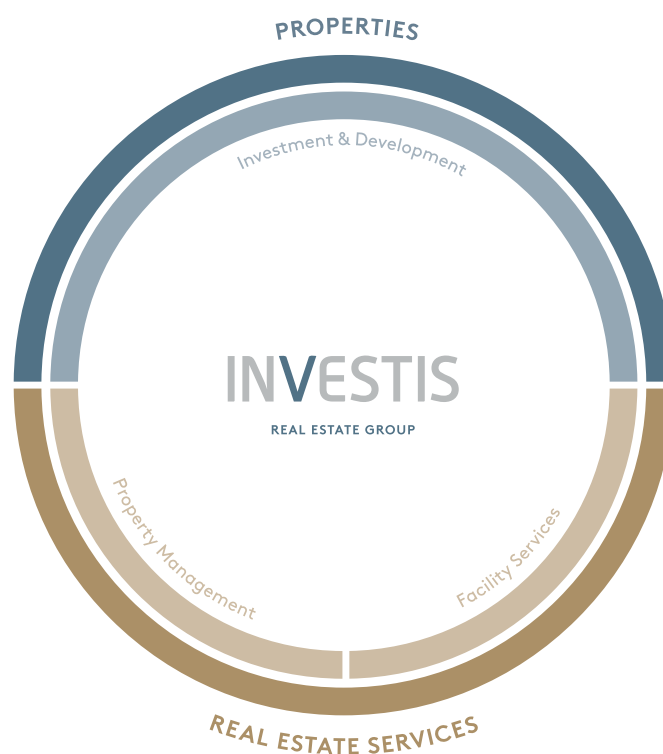 PROPERTIES
Investment & Development
INVESTIS
REAL ESTATE GROUP
Property Management
Facility Services
REAL ESTATE SERVICES